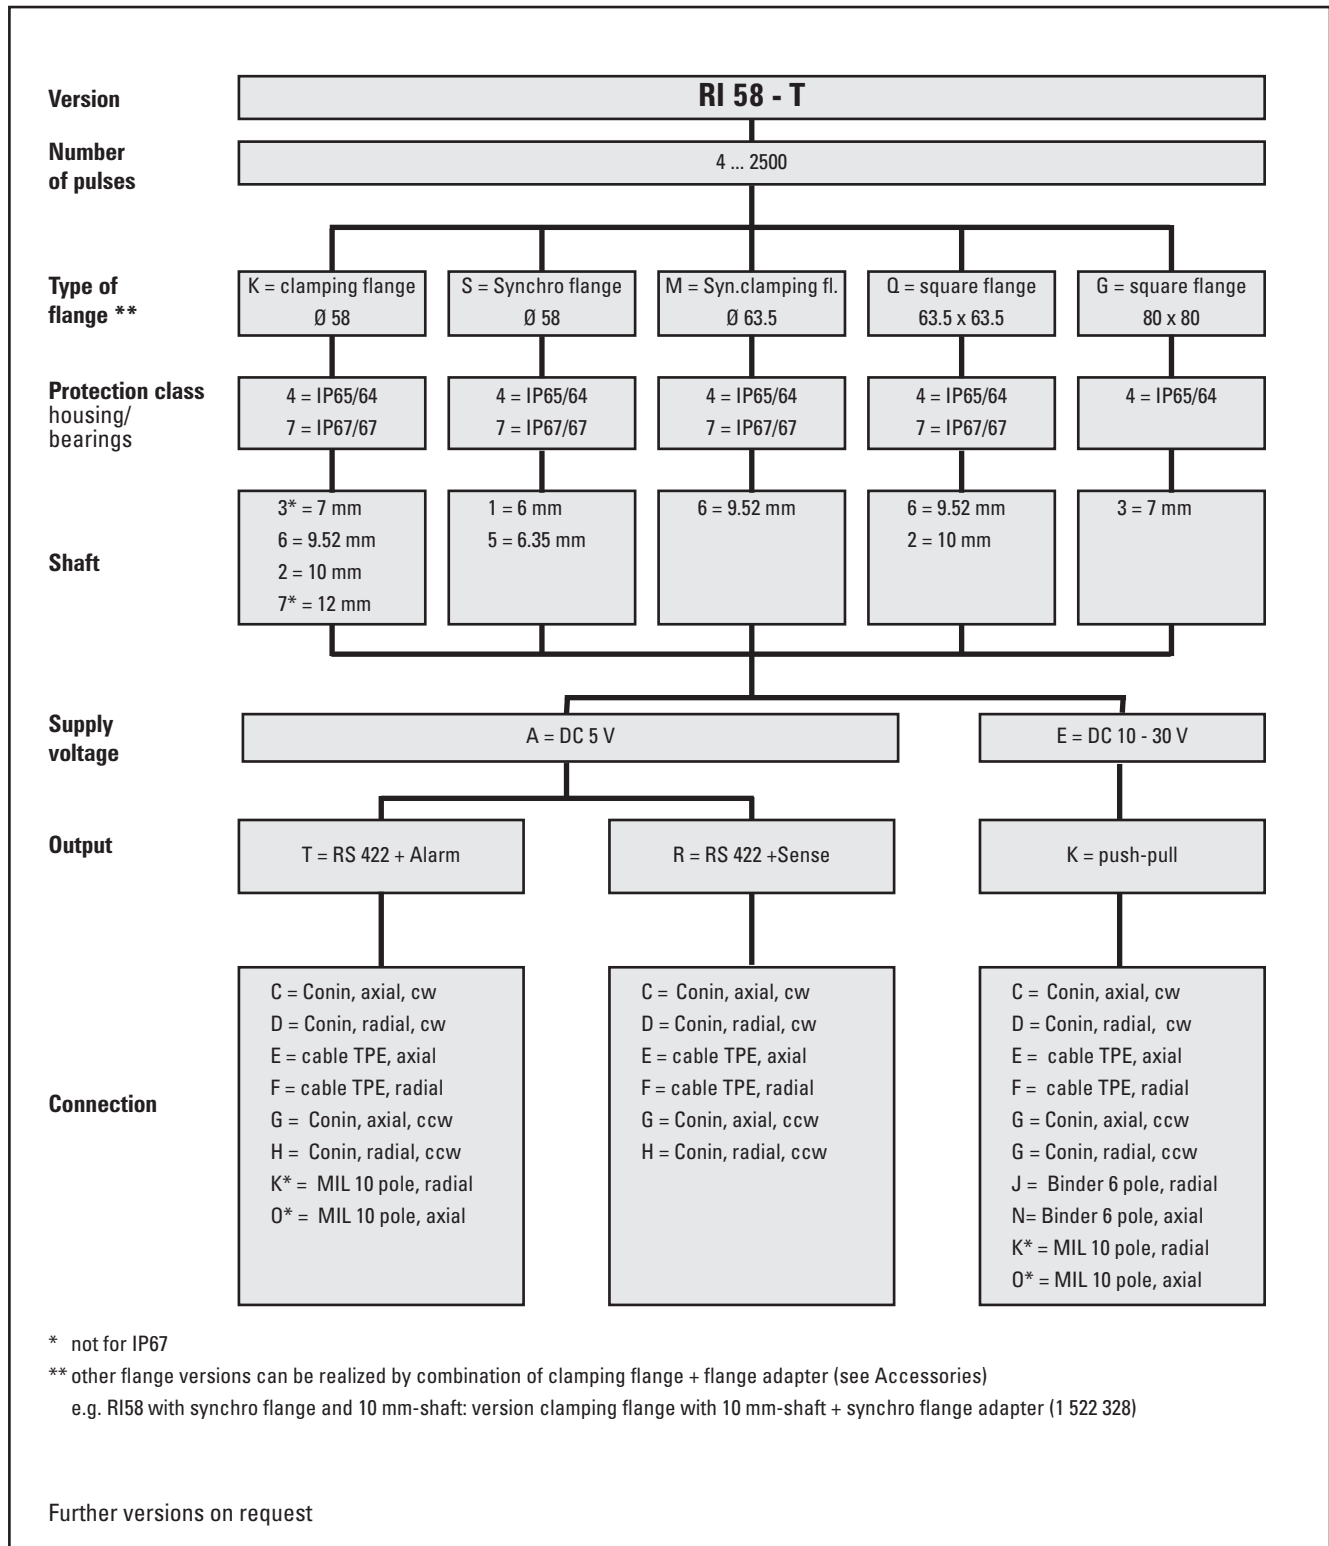 Version
RI 58 - T
Number
of pulses
4 ... 2500
Type of
flange **
K = clamping flange
Ø 58
S = Synchro flange
Ø 58
M = Syn.clamping fl.
Ø 63.5
Q = square flange
63.5 x 63.5
G = square flange
80 x 80
Protection class
housing/
bearings
4 = IP65/64
7 = IP67/67
4 = IP65/64
7 = IP67/67
4 = IP65/64
7 = IP67/67
4 = IP65/64
7 = IP67/67
4 = IP65/64
Shaft
3* = 7 mm
6 = 9.52 mm
2 = 10 mm
7* = 12 mm
1 = 6 mm
5 = 6.35 mm
6 = 9.52 mm
6 = 9.52 mm
2 = 10 mm
3 = 7 mm
Supply
voltage
A = DC 5 V
E = DC 10 - 30 V
Output
T = RS 422 + Alarm
R = RS 422 +Sense
K = push-pull
Connection
C = Conin, axial, cw
D = Conin, radial, cw
E = cable TPE, axial
F = cable TPE, radial
G = Conin, axial, ccw
H = Conin, radial, ccw
K* = MIL 10 pole, radial
O* = MIL 10 pole, axial
C = Conin, axial, cw
D = Conin, radial, cw
E = cable TPE, axial
F = cable TPE, radial
G = Conin, axial, ccw
H = Conin, radial, ccw
C = Conin, axial, cw
D = Conin, radial, cw
E = cable TPE, axial
F = cable TPE, radial
G = Conin, axial, ccw
G = Conin, radial, ccw
J = Binder 6 pole, radial
N= Binder 6 pole, axial
K* = MIL 10 pole, radial
O* = MIL 10 pole, axial
* not for IP67
** other flange versions can be realized by combination of clamping flange + flange adapter (see Accessories)
e.g. RI58 with synchro flange and 10 mm-shaft: version clamping flange with 10 mm-shaft + synchro flange adapter (1 522 328)
Further versions on request